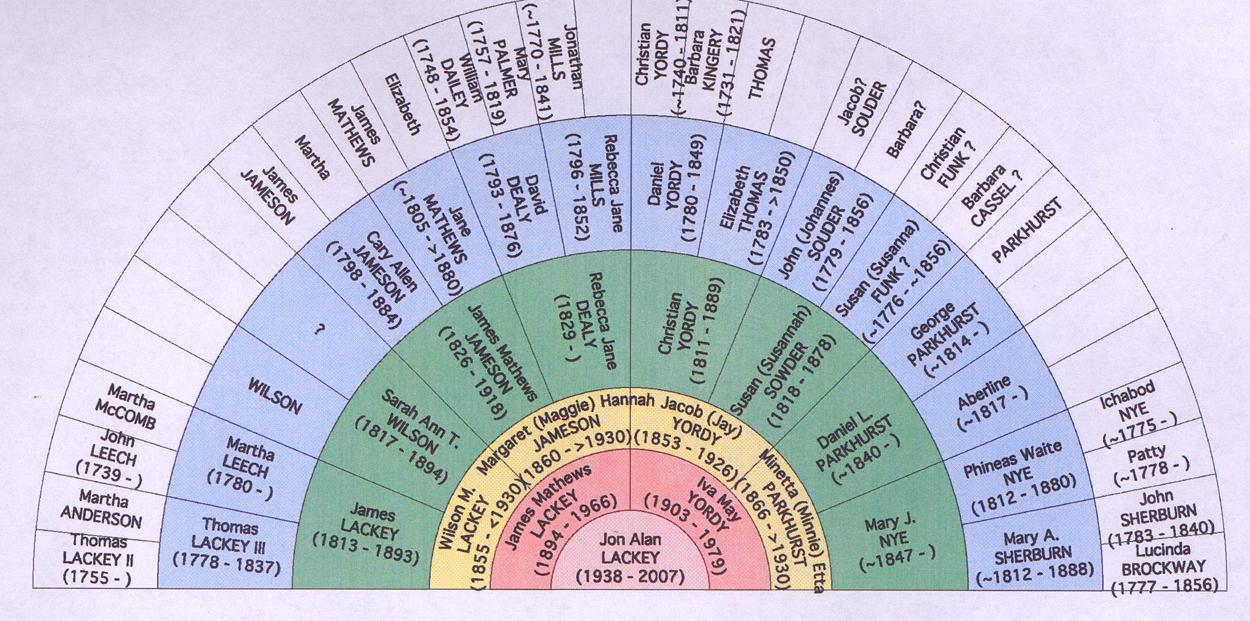 Jon Alan
LACKEY
(1938 - 2007)
James Mathews
LACKEY
(1894 - 1966)
Iva May
YORDY
(1903 - 1979)
Wilson M.
LACKEY
(1855 - <1930)
Margaret (Maggie) Hannah
JAMESON
(1860 - >1930)
Jacob (Jay)
YORDY
(1853 - 1926)
Minetta (Minnie) Etta
PARKHURST
(1866 - >1930)
James
LACKEY
(1813 - 1893)
Sarah Ann T.
WILSON
(1817 - 1894)
James Mathews
JAMESON
(1826 - 1918)
Rebecca Jane
DEALY
(1829 - )
Christian
YORDY
(1811 - 1889)
Susan (Susannah)
SOWDER
(1818 - 1878)
Daniel L.
PARKHURST
(~1840 - )
Mary J.
NYE
(~1847 - )
Thomas
LACKEY III
(1778 - 1837)
Martha
LEECH
(1780 - )
WILSON
?
Cary Allen
JAMESON
(1798 - 1884)
Jane
MATHEWS
(~1805 - >1880)
David
DEALY
(1793 - 1876)
Rebecca Jane
MILLS
(1796 - 1852)
Daniel
YORDY
(1780 - 1849)
Elizabeth
THOMAS
(1783 - >1850)
John (Johannes)
SOUDER
(1779 - 1856)
Susan (Susanna)
FUNK ?
(~1776 - ~1856)
George
PARKHURST
(~1814 - )
Aberline
(~1817 - )
Phineas Waite
NYE
(1812 - 1880)
Mary A.
SHERBURN
(~1812 - 1888)
Thomas
LACKEY II
(1755 - )
Martha
ANDERSON
John
LEECH
(1739 - )
Martha
McCOMB
James
JAMESON
Martha
James
MATHEWS
Elizabeth
William
DAILEY
(1748 - 1854)
Mary
PALMER
(1757 - 1819)
Jonathan
MILLS
(~1770 - 1841)
Christian
YORDY
(~1740 - 1811)
Barbara
KINGERY
(1731 - 1821)
THOMAS
Jacob?
SOUDER
Barbara?
Christian
FUNK ?
Barbara
CASSEL ?
PARKHURST
Ichabod
NYE
(~1775 - )
Patty
(~1778 - )
John
SHERBURN
(1783 - 1840)
Lucinda
BROCKWAY
(1777 - 1856)